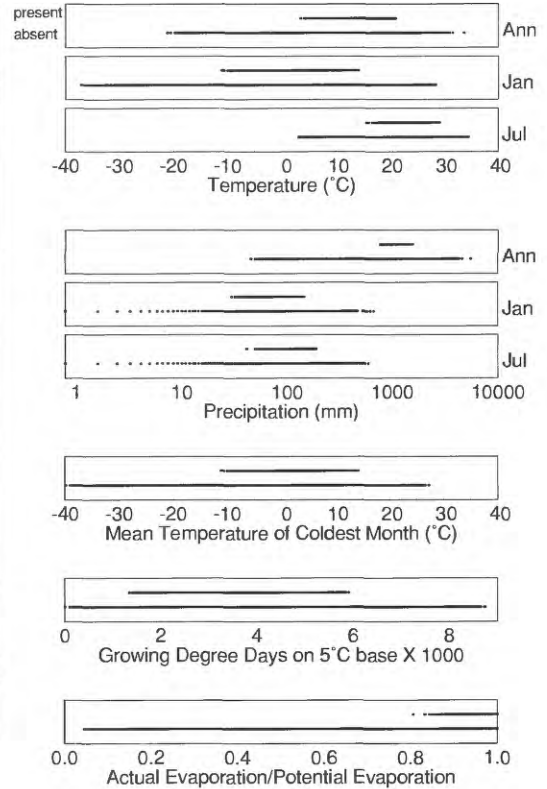 present
absent
Ann
Jan
Jul
-40 -30 -20 -10 0 10 20 30 40
Temperature (˚C)
Ann
Jan
Jul
1 10 100 1000 10000
Precipitation (mm)
-40 -30 -20 -10 0 10 20 30 40
Mean Temperature of Coldest Month (˚C)
0 2 4 6 8
Growing Degree Days on 5˚C base X 1000
0.0 0.2 0.4 0.6 0.8 1.0
Actual Evaporation/Potential Evaporation